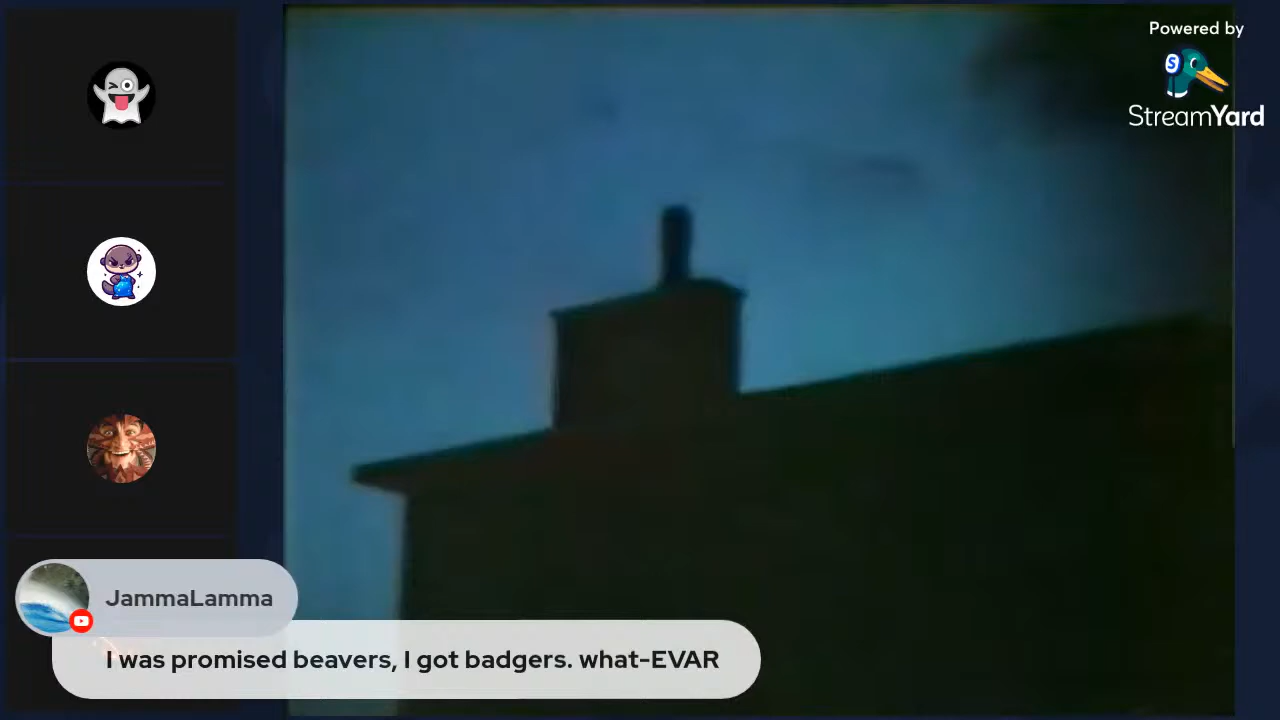 Powered by
StreamYard
JammaLamma
I was promised beavers, I got badgers. what-EVAR